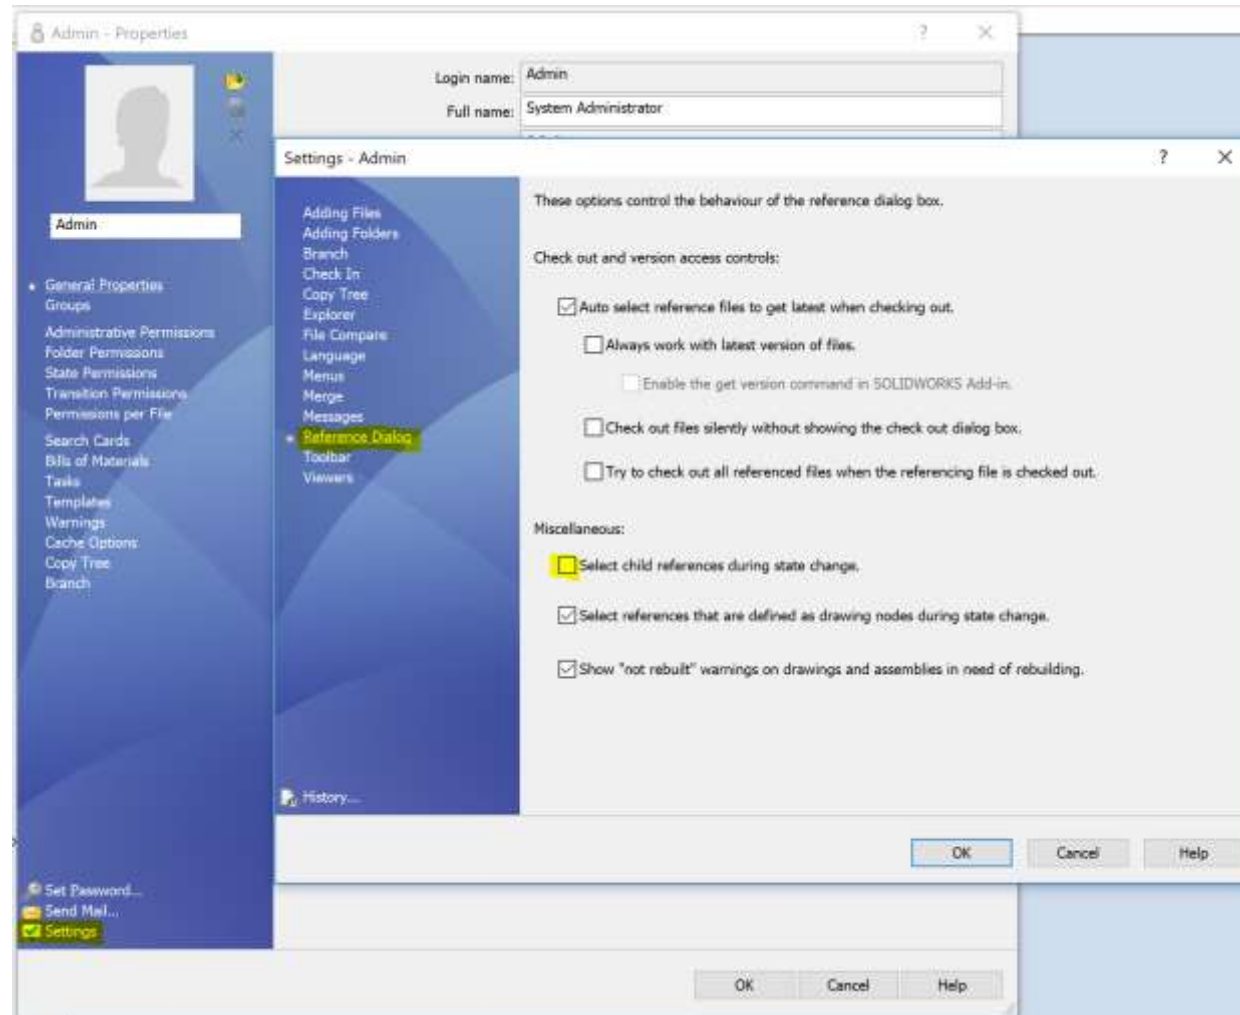 Admin - Properties
?
Login name: Admin
Full name: System Administrator
Admin
General Properties
Groups
Administrative Permissions
Folder Permissions
State Permissions
Transition Permissions
Permissions per File
Search Cards
Bills of Materials
Tasks
Templates
Warnings
Cache Options
Copy Tree
Branch
Set Password...
Send Mail...
Settings
Settings - Admin
?
Adding Files
Adding Folders
Branch
Check In
Copy Tree
Explorer
File Compare
Language
Menus
Merge
Messages
Reference Dialog
Toolbar
Viewers
History...
These options control the behaviour of the reference dialog box.
Check out and version access controls:
Auto select reference files to get latest when checking out.
Always work with latest version of files.
Enable the get version command in SOLIDWORKS Add-in.
Check out files silently without showing the check out dialog box.
Try to check out all referenced files when the referencing file is checked out.
Miscellaneous:
Select child references during state change.
Select references that are defined as drawing nodes during state change.
Show "not rebuilt" warnings on drawings and assemblies in need of rebuilding.
OK Cancel Help
OK Cancel Help